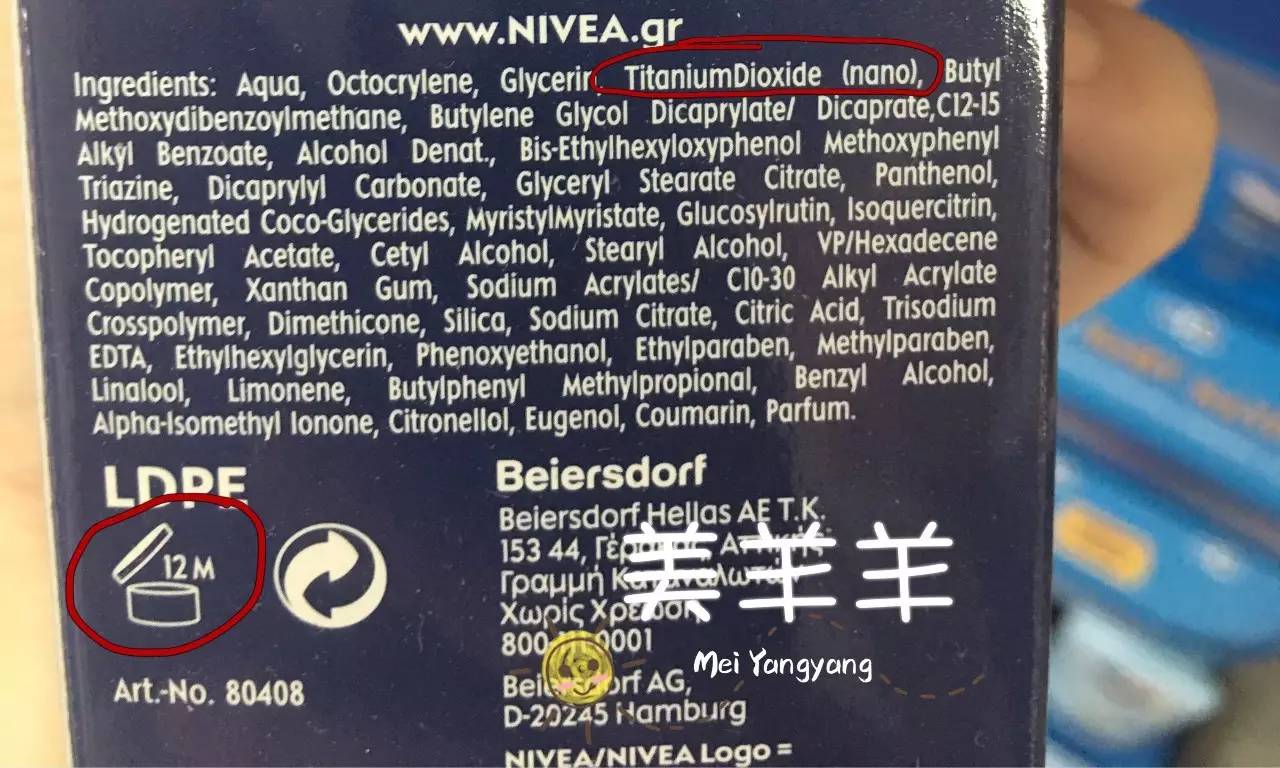 www.NIVEA.gr
Ingredients: Aqua, Octocrylene, Glycerin, TitaniumDioxide (nano), Butyl
Methoxydibenzoylmethane, Butylene Glycol Dicaprylate/ Dicaprate,C12-15
Alkyl Benzoate, Alcohol Denat., Bis-Ethylhexyloxyphenol Methoxyphenyl
Triazine, Dicaprylyl Carbonate, Glyceryl Stearate Citrate, Panthenol,
Hydrogenated Coco-Glycerides, MyristylMyristate, Glucosylrutin, Isoquercitrin,
Tocopheryl Acetate, Cetyl Alcohol, Stearyl Alcohol, VP/Hexadecene
Copolymer, Xanthan Gum, Sodium Acrylates/ C10-30 Alkyl Acrylate
Crosspolymer, Dimethicone, Silica, Sodium Citrate, Citric Acid, Trisodium
EDTA, Ethylhexylglycerin, Phenoxyethanol, Ethylparaben, Methylparaben,
Linalool, Limonene, Butylphenyl Methylpropional, Benzyl Alcohol,
Alpha-Isomethyl Ionone, Citronellol, Eugenol, Coumarin, Parfum.
LDPE
12 M
Art.-No. 80408
Beiersdorf
Beiersdorf Hellas AE T.K.
153 44,
Γραμμή
Χωρίς Χρέωση
美羊羊
Mei Yangyang
AG,
D-20245 Hamburg
NIVEA/NIVEA Logo =